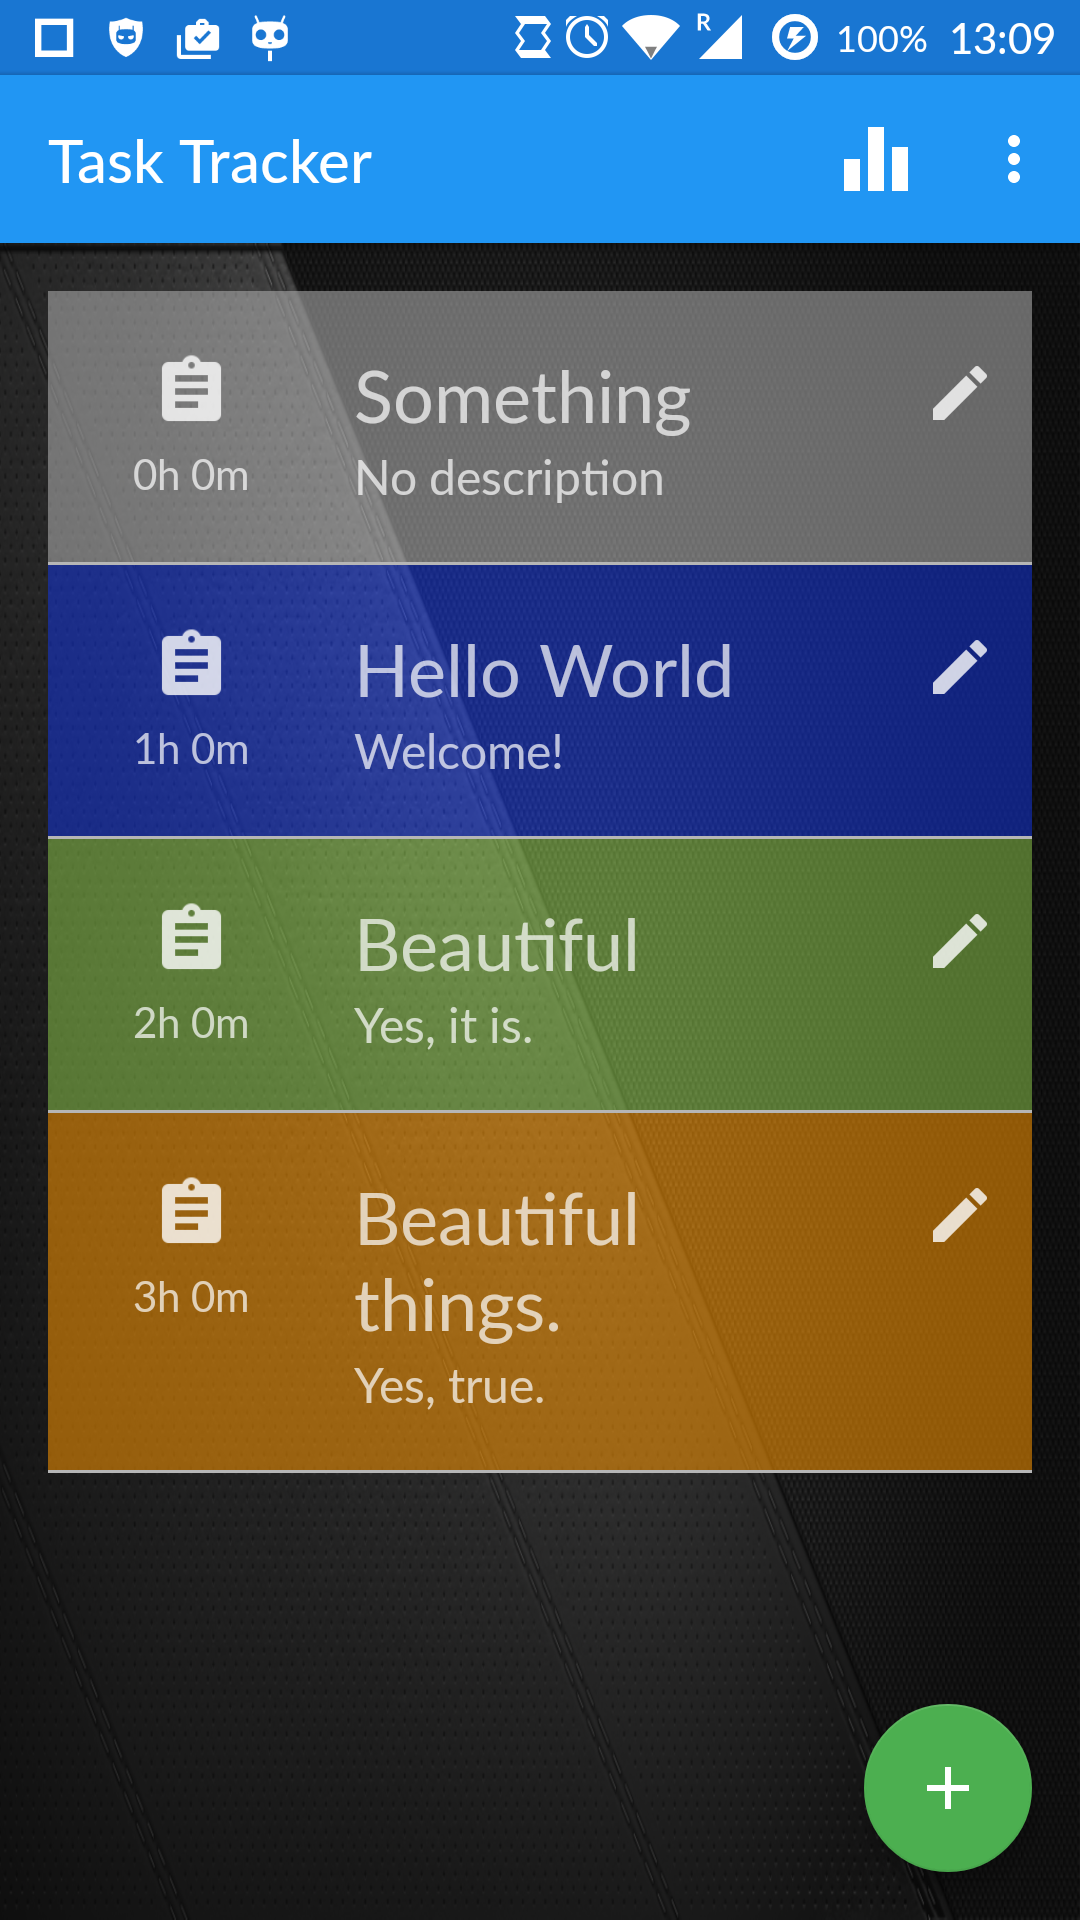 R 100% 13:09
Task Tracker
Something
No description
0h 0m
Hello World
Welcome!
1h 0m
Beautiful
Yes, it is.
2h 0m
Beautiful
things.
Yes, true.
3h 0m